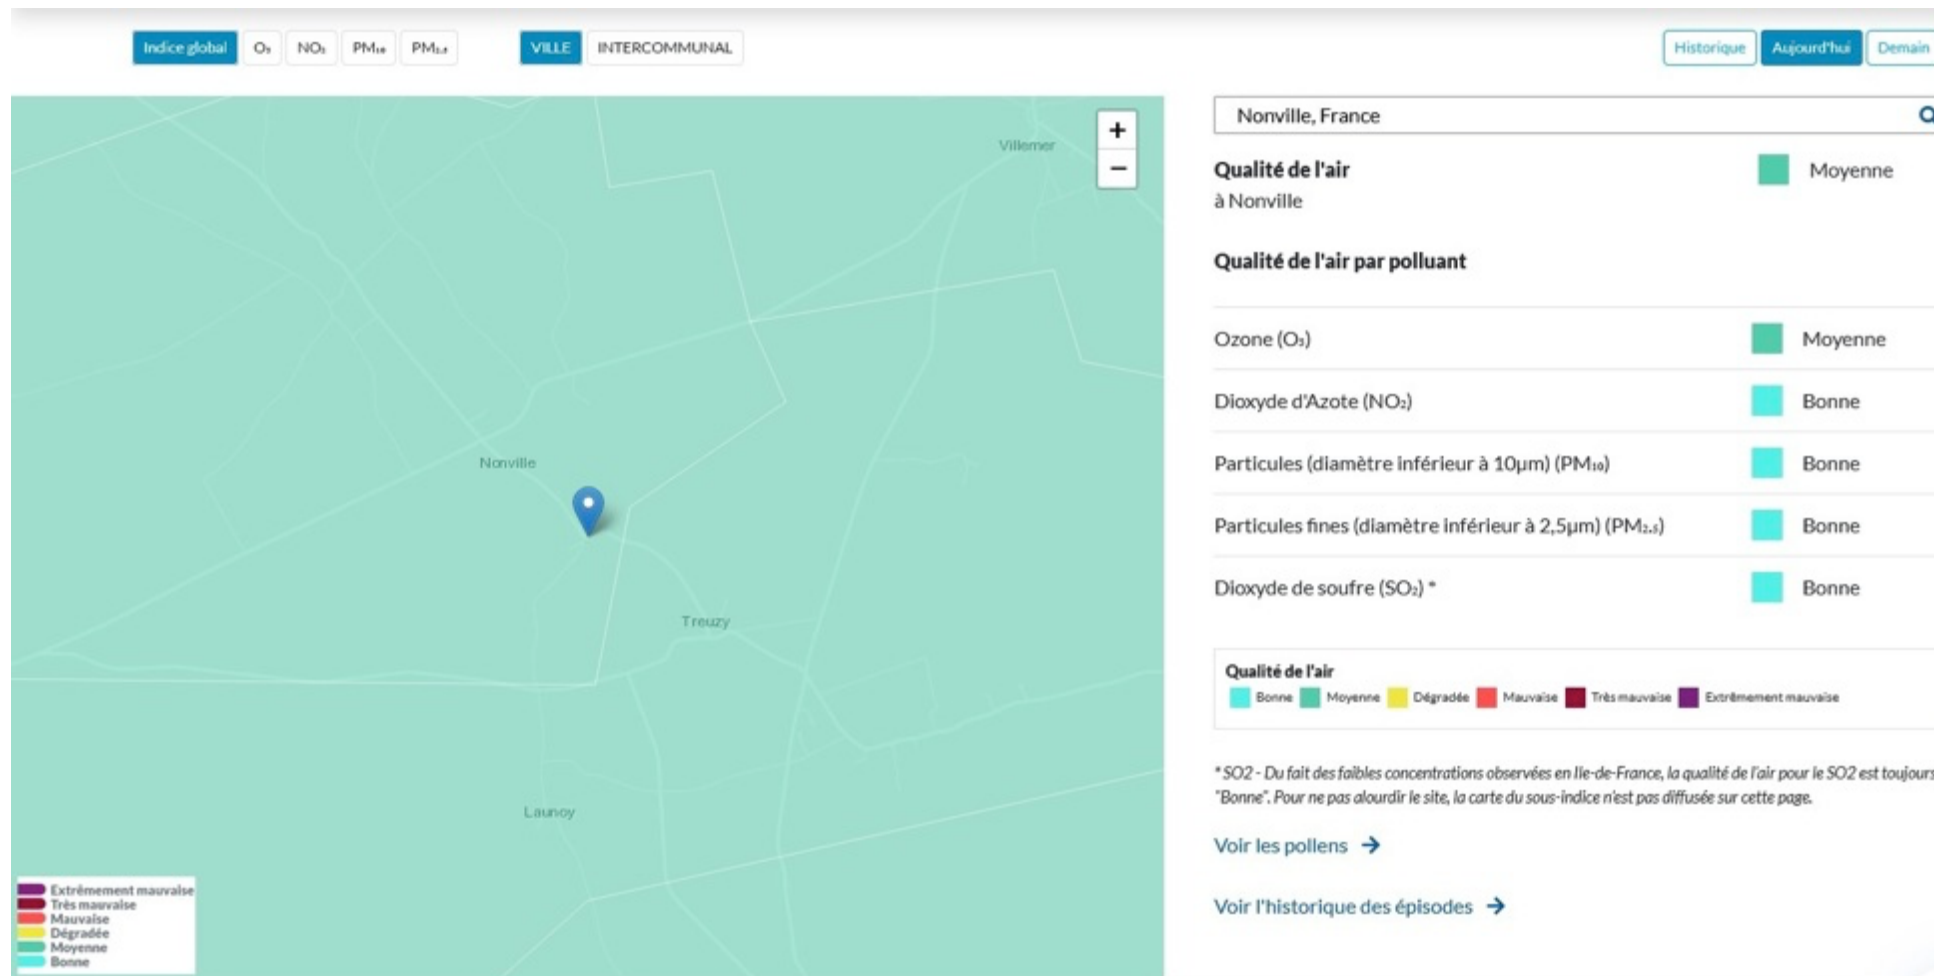 Indice global O₃ NO₂ PM₁₀ PM₂.₅ VILLE INTERCOMMUNAL Historique Aujourd'hui Demain
Villemer
Nonville
Treuzy
Launoy
+
−
Extrêmement mauvaise
Très mauvaise
Mauvaise
Dégradée
Moyenne
Bonne
Nonville, France
Qualité de l'air Moyenne
à Nonville
Qualité de l'air par polluant
Ozone (O₃) Moyenne
Dioxyde d'Azote (NO₂) Bonne
Particules (diamètre inférieur à 10µm) (PM₁₀) Bonne
Particules fines (diamètre inférieur à 2,5µm) (PM₂.₅) Bonne
Dioxyde de soufre (SO₂) * Bonne
Qualité de l'air
Bonne Moyenne Dégradée Mauvaise Très mauvaise Extrêmement mauvaise
* SO2 - Du fait des faibles concentrations observées en Ile-de-France, la qualité de l'air pour le SO2 est toujours
"Bonne". Pour ne pas alourdir le site, la carte du sous-indice n'est pas diffusée sur cette page.
Voir les pollens →
Voir l'historique des épisodes →